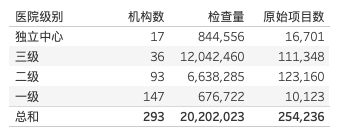 医院级别 机构数 检查量 原始项目数
独立中心 17 844,556 16,701
三级 36 12,042,460 111,348
二级 93 6,638,285 123,160
一级 147 676,722 10,123
总和 293 20,202,023 254,236